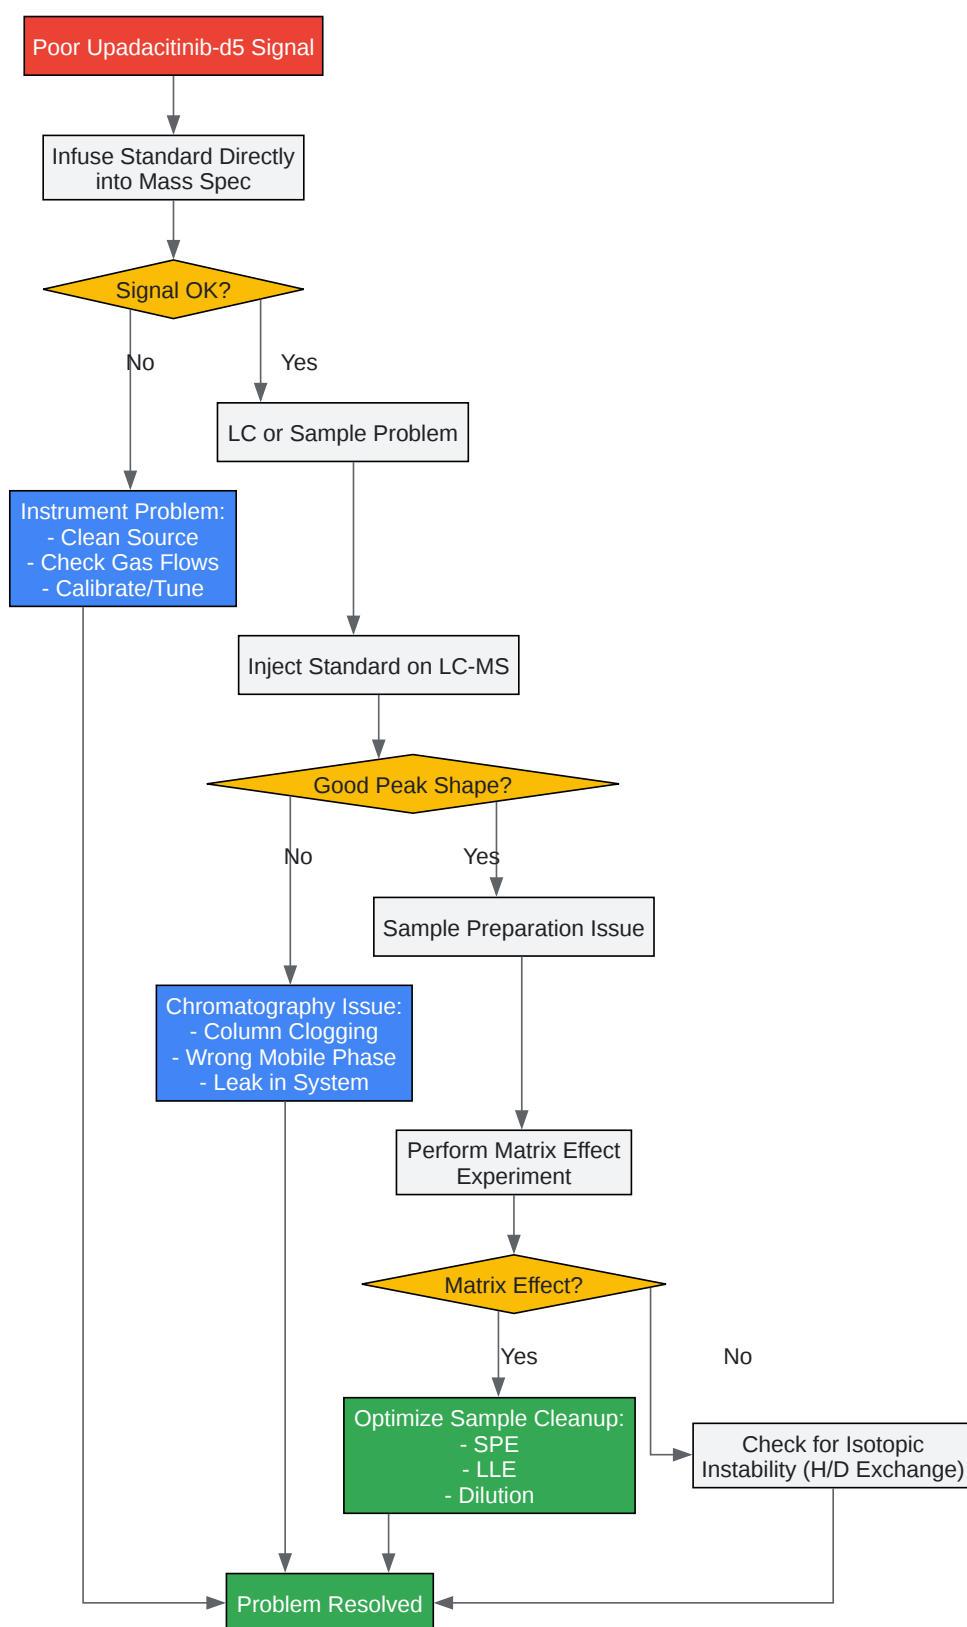 Poor Upadacitinib-d5 Signal
Infuse Standard Directly
into Mass Spec
Signal OK?
No
Yes
LC or Sample Problem
Instrument Problem:
- Clean Source
- Check Gas Flows
- Calibrate/Tune
Inject Standard on LC-MS
Good Peak Shape?
No
Yes
Sample Preparation Issue
Chromatography Issue:
- Column Clogging
- Wrong Mobile Phase
- Leak in System
Perform Matrix Effect
Experiment
Matrix Effect?
Yes
No
Optimize Sample Cleanup:
- SPE
- LLE
- Dilution
Check for Isotopic
Instability (H/D Exchange)
Problem Resolved